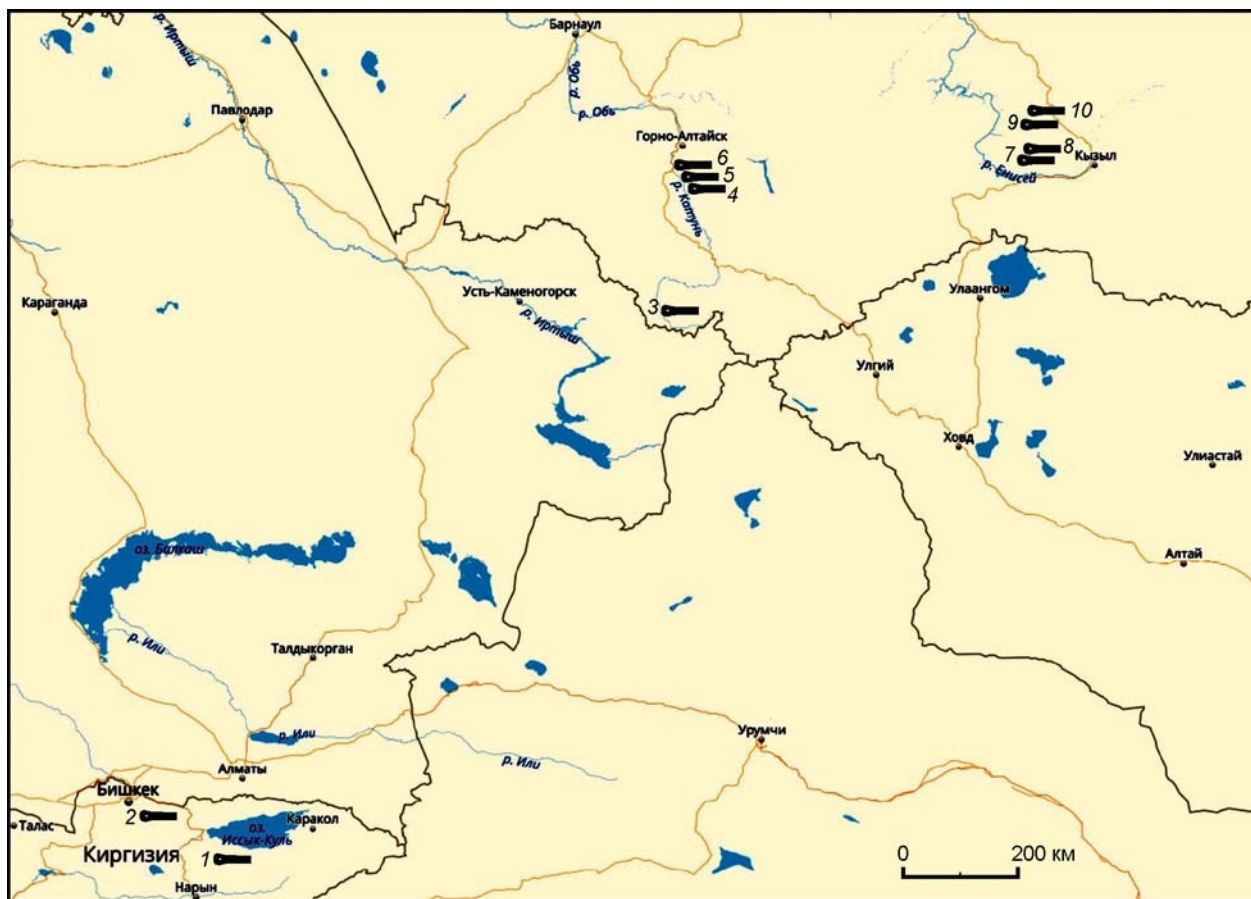 Барнаул
р. Иртыш
р. Обь
р. Обь
Павлодар
10
9
Горно-Алтайск
8
6
7
Кызыл
5
р. Енисей
4
р. Катунь
Усть-Каменогорск
Улаангом
Караганда
3
р. Иртыш
Улгий
Ховд
Улиастай
оз. Балхаш
Алтай
р. Или
Талдыкорган
Урумчи
р. Или
р. Или
Алматы
Бишкек
2
Талас
Каракол
оз.
Иссык-Куль
Киргизия
1
0
200 км
Нарын